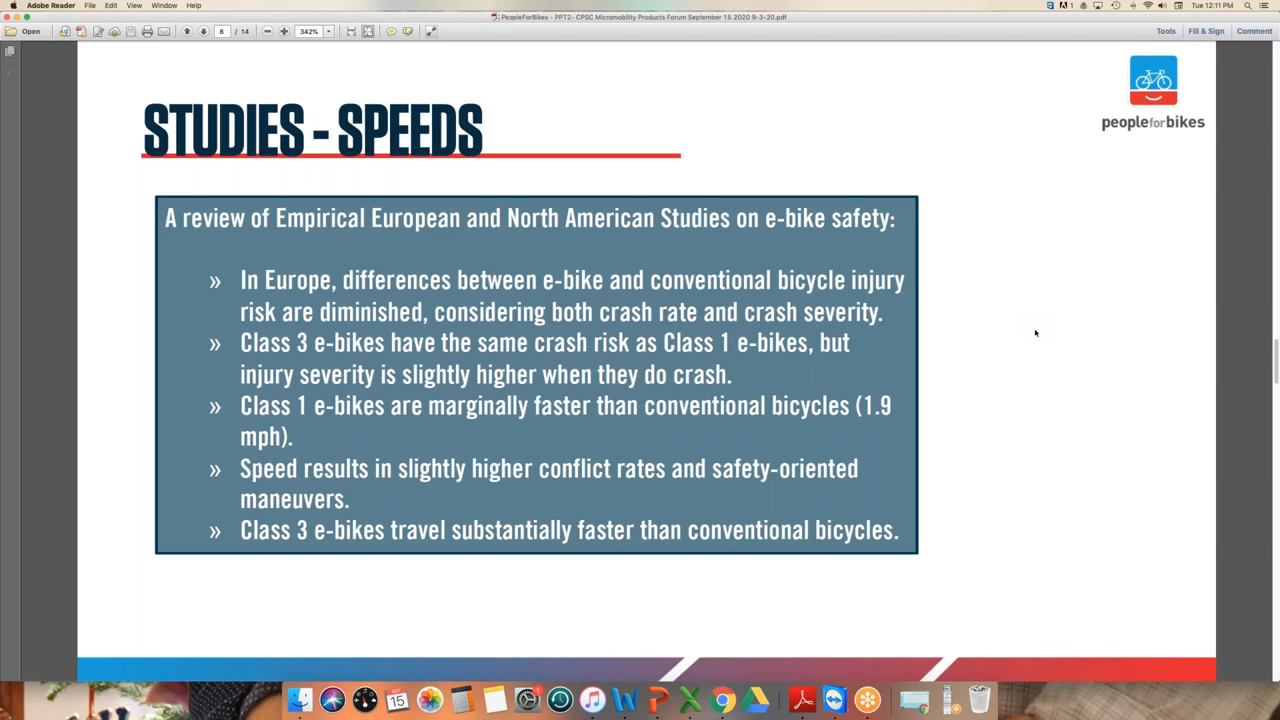 Adobe Reader File Edit View Window Help 1 Tue 12:11 PM
PeopleForBikes - PPT2- CPSC Micromability Products Forum September 15 2020 9-3-20.pdf
Open 8 / 14 342% Tools Fill & Sign Comment
STUDIES - SPEEDS
peopleforbikes
A review of Empirical European and North American Studies on e-bike safety:
» In Europe, differences between e-bike and conventional bicycle injury
risk are diminished, considering both crash rate and crash severity.
» Class 3 e-bikes have the same crash risk as Class 1 e-bikes, but
injury severity is slightly higher when they do crash.
» Class 1 e-bikes are marginally faster than conventional bicycles (1.9
mph).
» Speed results in slightly higher conflict rates and safety-oriented
maneuvers.
» Class 3 e-bikes travel substantially faster than conventional bicycles.
SEP
15
1